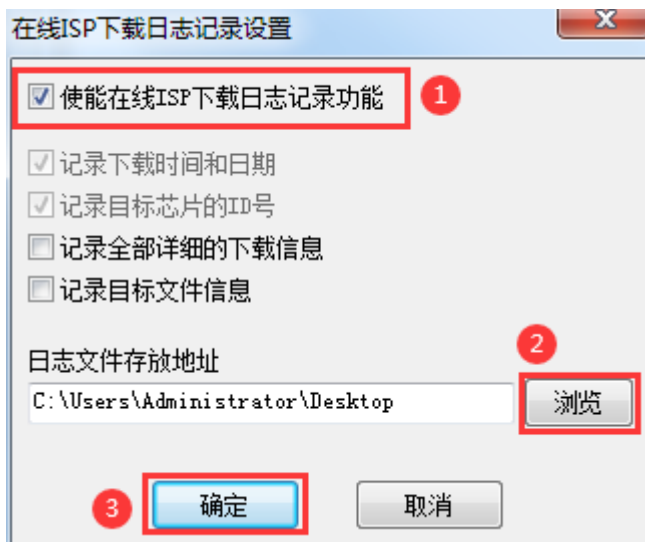 在线ISP下载日志记录设置
使能在线ISP下载日志记录功能
1
记录下载时间和日期
记录目标芯片的ID号
记录全部详细的下载信息
记录目标文件信息
2
日志文件存放地址
C:\Users\Administrator\Desktop
浏览
3
确定
取消